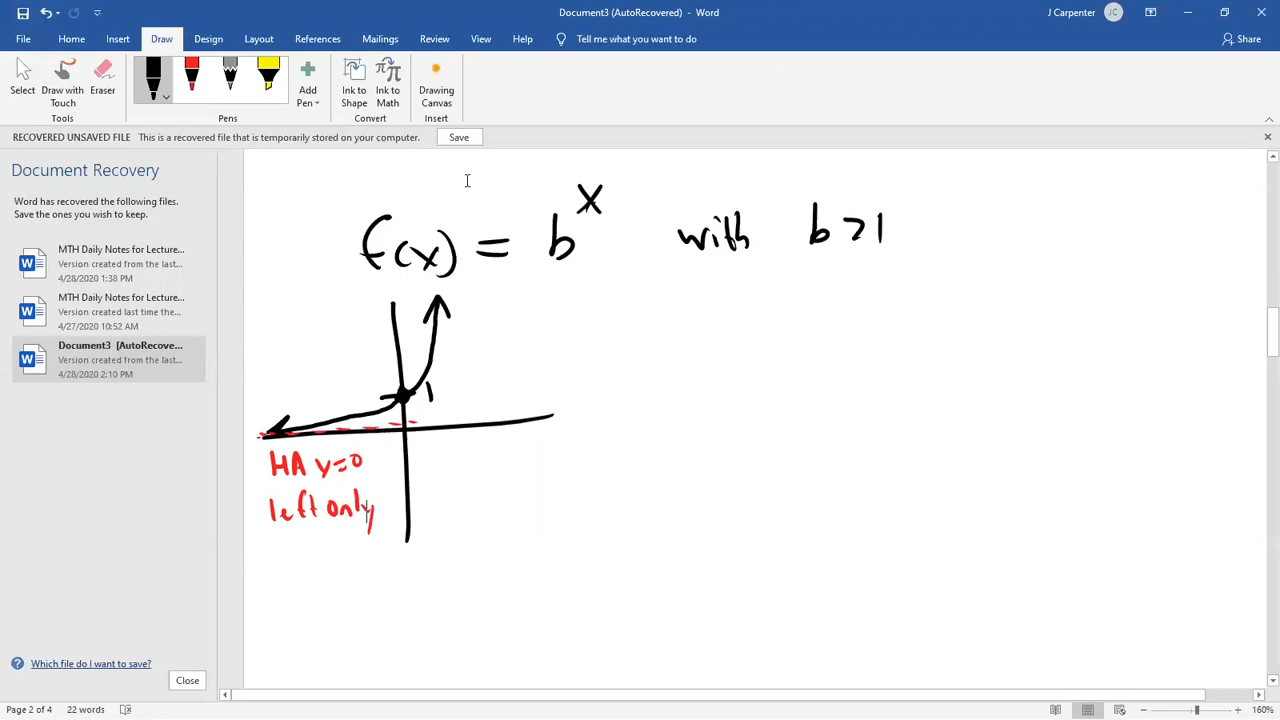 Document3 (AutoRecovered) - Word
J Carpenter JC
File Home Insert Draw Design Layout References Mailings Review View Help Tell me what you want to do Share
Select Draw with Touch Eraser Add Pen Ink to Shape Ink to Math Drawing Canvas
Tools Pens Convert Insert
RECOVERED UNSAVED FILE This is a recovered file that is temporarily stored on your computer. Save
Document Recovery
Word has recovered the following files.
Save the ones you wish to keep.
MTH Daily Notes for Lecture...
Version created from the last...
4/28/2020 1:38 PM
MTH Daily Notes for Lecture...
Version created last time the...
4/27/2020 10:52 AM
Document3 [AutoRecove...
Version created from the last...
4/28/2020 2:10 PM
f(x) = b^x with b>1
1
HA y=0
left only
Which file do I want to save?
Close
Page 2 of 4 22 words 160%